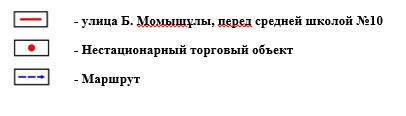 - улица Б. Момышұлы, перед средней школой №10
- Нестационарный торговый объект
- Маршрут